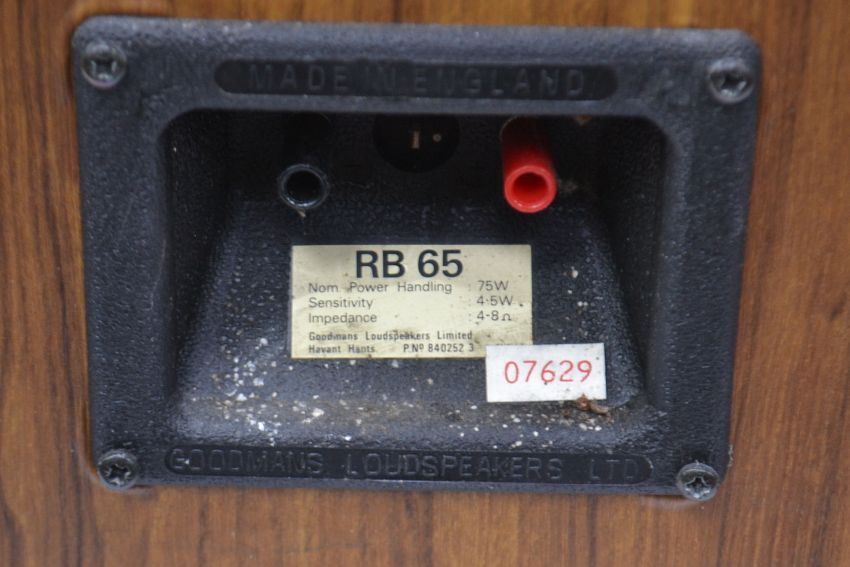 MADE IN ENGLAND
RB 65
Nom. Power Handling : 75W
Sensitivity : 4·5W
Impedance : 4-8Ω
Goodmans Loudspeakers Limited
Havant Hants. P.Nº 840252 3
07629
GOODMANS LOUDSPEAKERS LTD